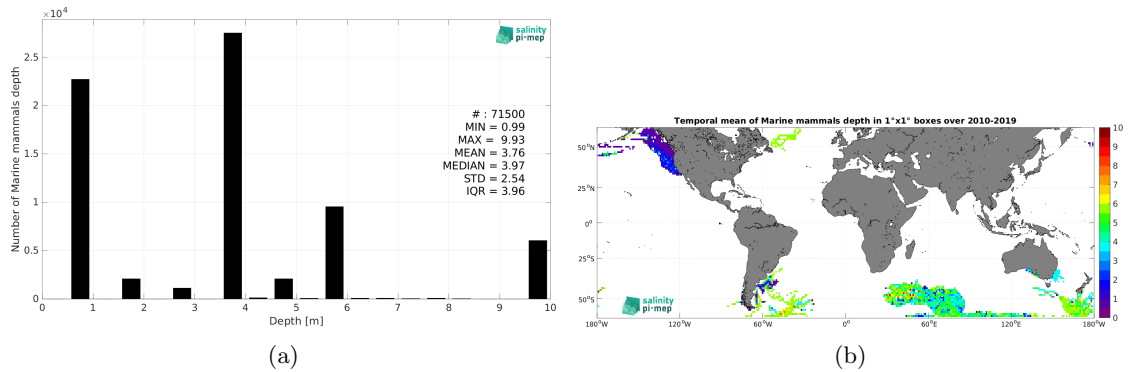 ×10⁴
salinity
pi-mep
Number of Marine mammals depth
2.5
2
1.5
1
0.5
0
# : 71500
MIN = 0.99
MAX = 9.93
MEAN = 3.76
MEDIAN = 3.97
STD = 2.54
IQR = 3.96
0 1 2 3 4 5 6 7 8 9 10
Depth [m]
(a)
Temporal mean of Marine mammals depth in 1°x1° boxes over 2010-2019
50°N
25°N
0°
25°S
50°S
salinity
pi-mep
180°W 120°W 60°W 0° 60°E 120°E 180°W
10
9
8
7
6
5
4
3
2
1
0
(b)